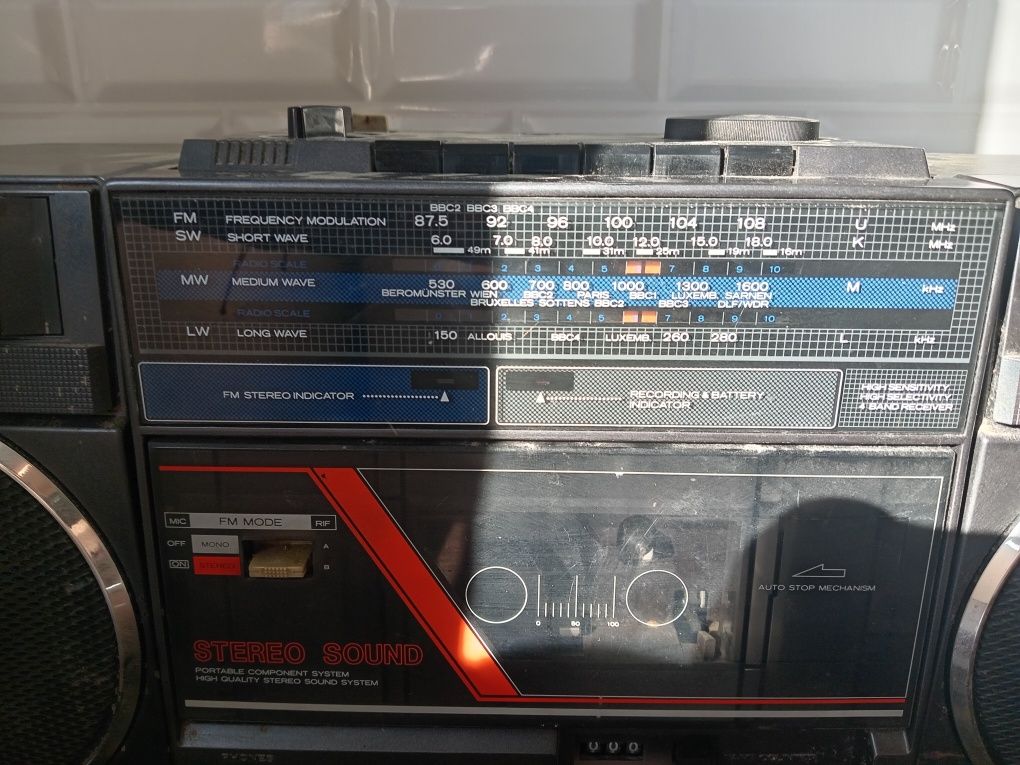 BBC2 BBC3 BBC4
FM FREQUENCY MODULATION 87.5 92 96 100 104 108 U MHz
SW SHORT WAVE 6.0 7.0 8.0 10.0 12.0 15.0 18.0 K MHz
49m 41m 31m 25m 19m 16m
RADIO SCALE 0 2 3 4 5 7 8 9 10
MW MEDIUM WAVE 530 600 700 800 1000 1300 1600 M kHz
BEROMÜNSTER WIEN BBC2 PARIS BBC1 LUXEMB. SARNEN
BRUXELLES SOTTENS BBC2 BBC3 DLF/WDR
RADIO SCALE 0 2 3 4 5 7 8 9 10
LW LONG WAVE 150 ALLOUIS BBC4 LUXEMB. 260 280 L kHz
FM STEREO INDICATOR
RECORDING & BATTERY
INDICATOR
HIGH SENSITIVITY
HIGH SELECTIVITY
4 BAND RECEIVER
MIC FM MODE RIF
OFF MONO A
ON STEREO B
AUTO STOP MECHANISM
0 50 100
STEREO SOUND
PORTABLE COMPONENT SYSTEM
HIGH QUALITY STEREO SOUND SYSTEM
PHONES
000